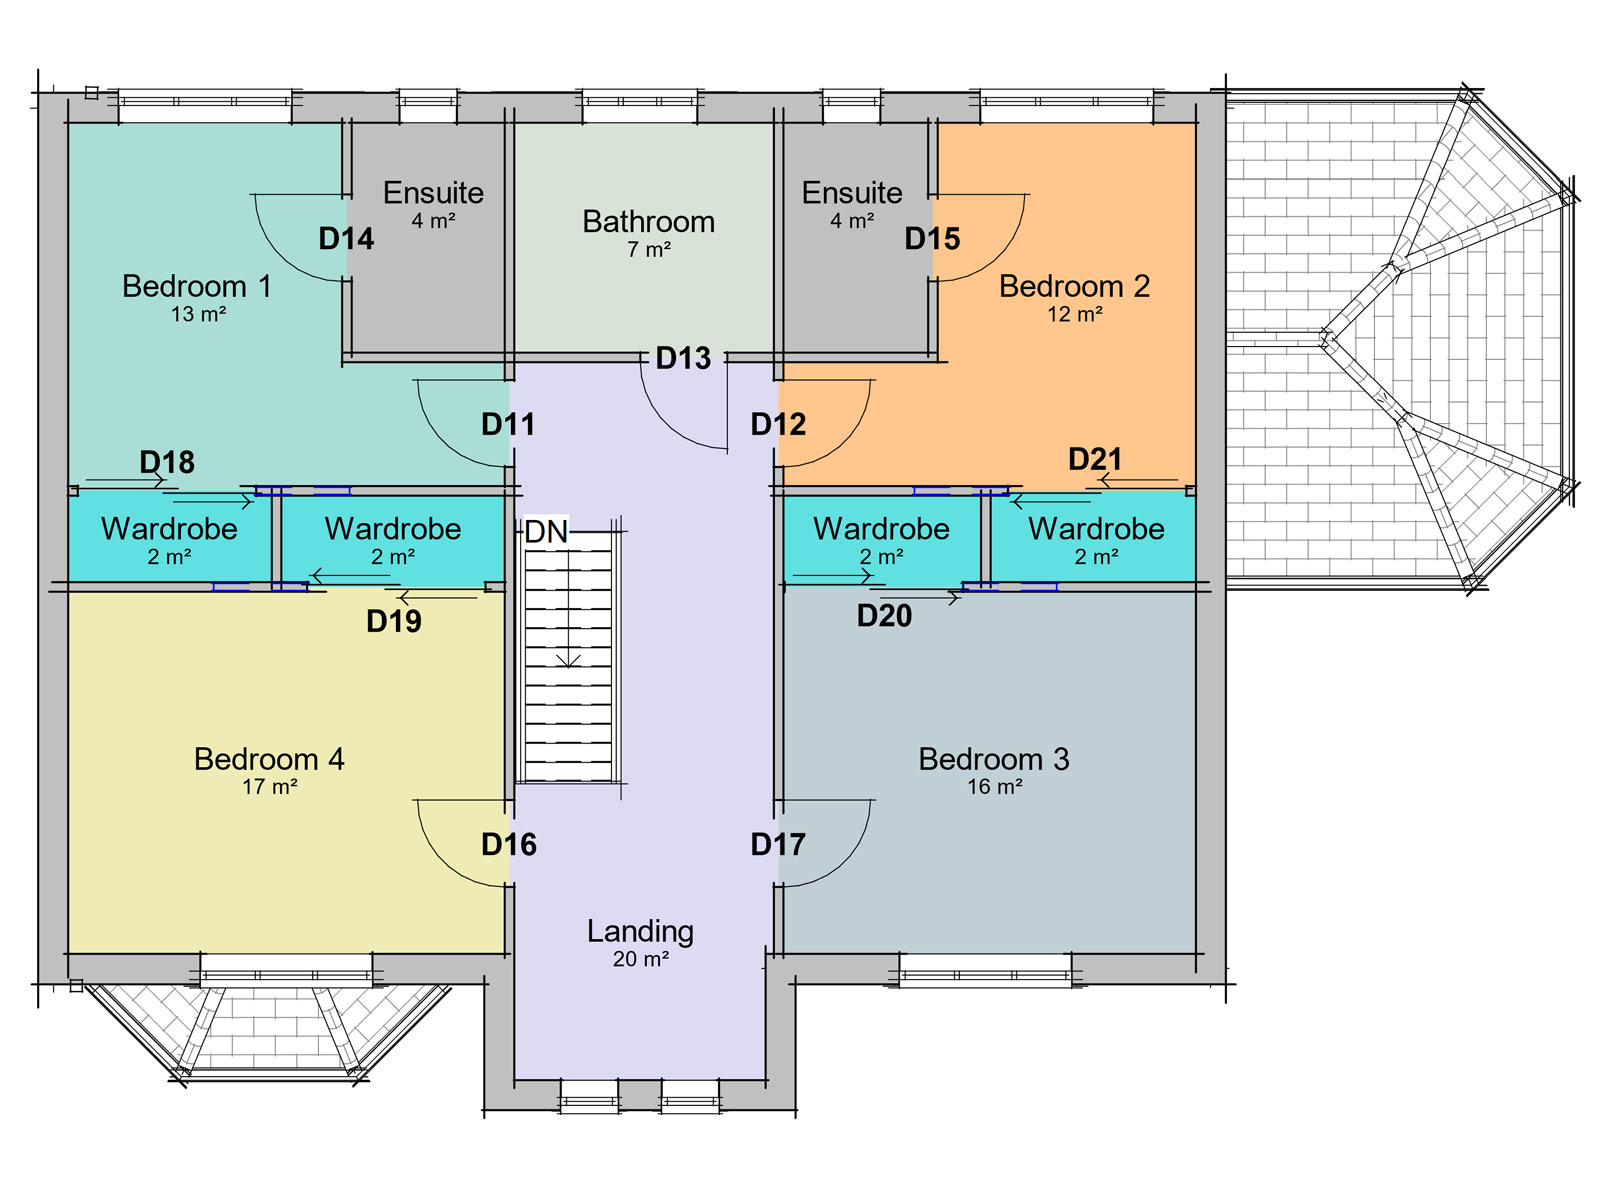 Ensuite
4 m²
Bathroom
7 m²
Ensuite
4 m²
D14
D15
Bedroom 1
13 m²
Bedroom 2
12 m²
D13
D11
D12
D18
D21
Wardrobe
2 m²
Wardrobe
2 m²
DN
Wardrobe
2 m²
Wardrobe
2 m²
D19
D20
Bedroom 4
17 m²
Bedroom 3
16 m²
D16
D17
Landing
20 m²